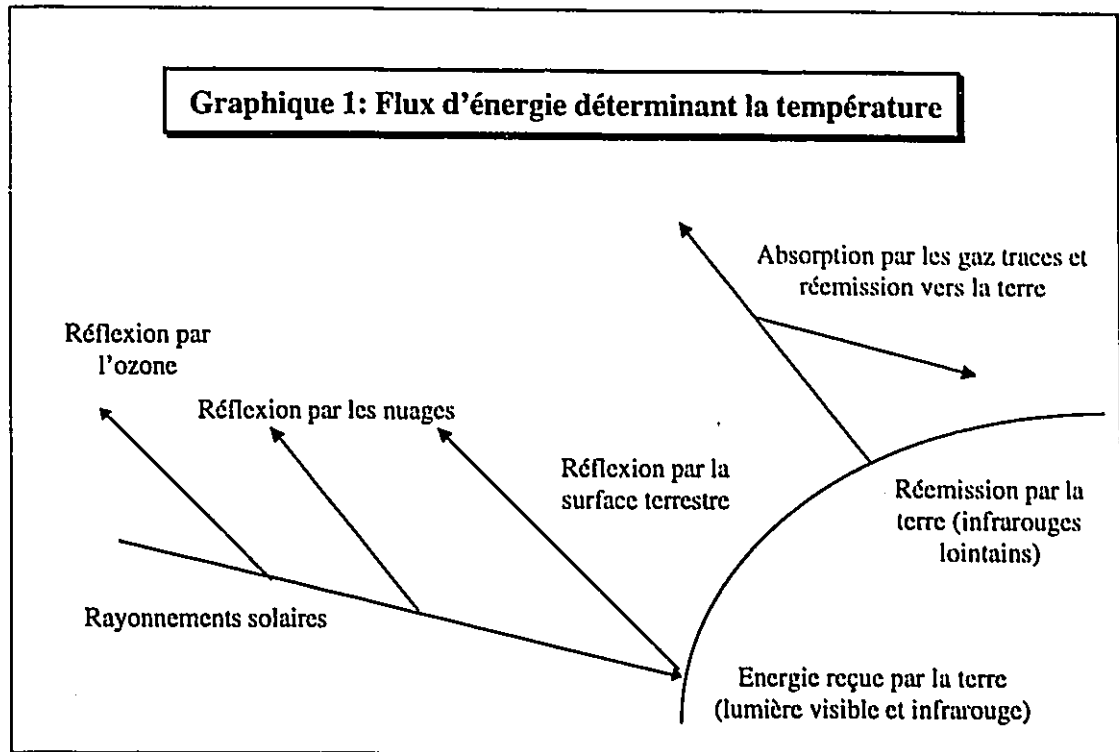 Graphique 1: Flux d'énergie déterminant la température
Absorption par les gaz traces et
réemission vers la terre
Réflexion par
l'ozone
Réflexion par les nuages
Réflexion par la
surface terrestre
Réemission par la
terre (infrarouges
lointains)
Rayonnements solaires
Energie reçue par la terre
(lumière visible et infrarouge)